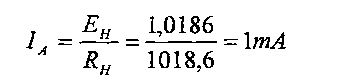 I_A = E_H / R_H = 1,0186 / 1018,6 = 1mA